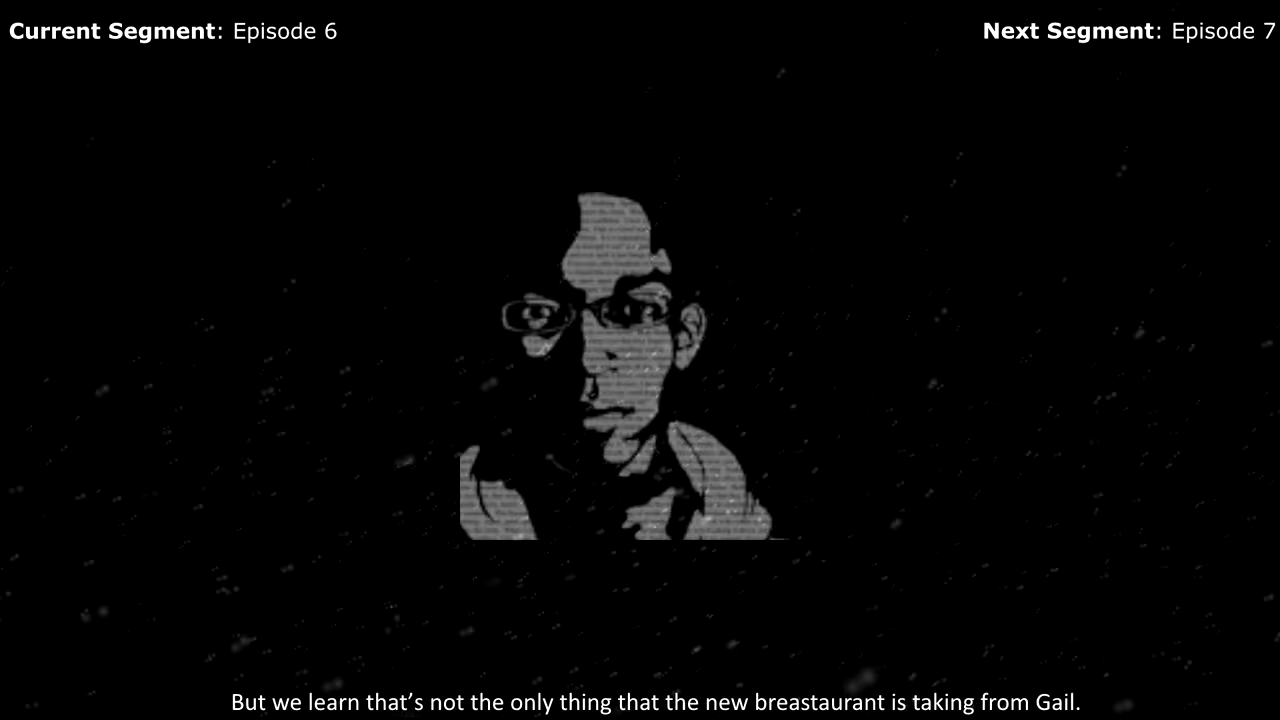 Current Segment: Episode 6
Next Segment: Episode 7
But we learn that’s not the only thing that the new breastaurant is taking from Gail.